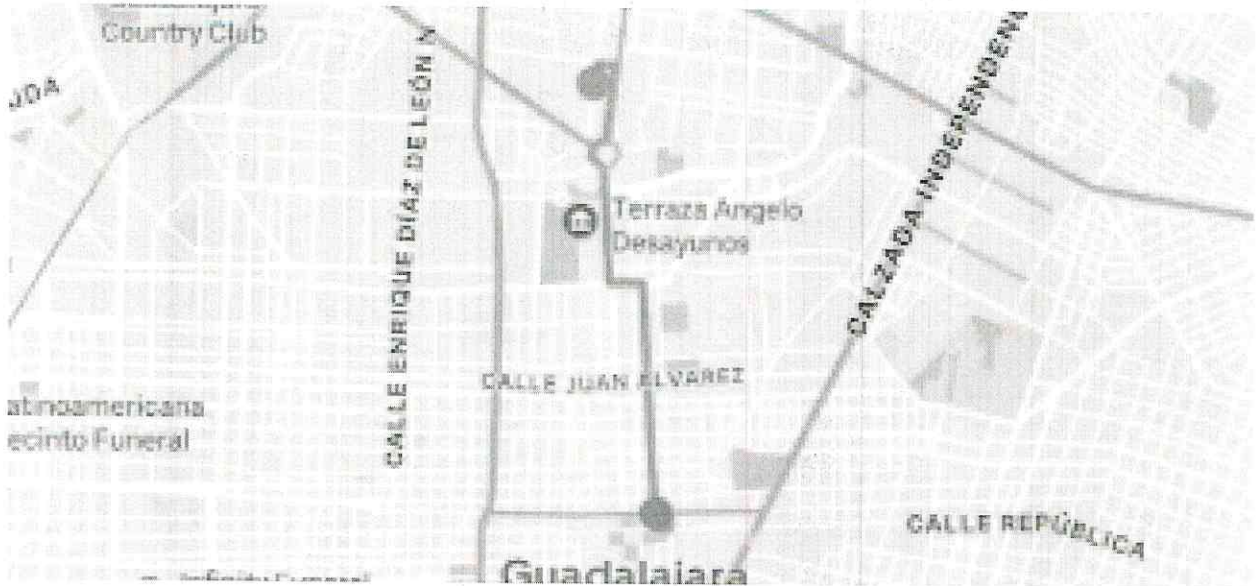 Country Club
CALLE ENRIQUE DÍAZ DE LEÓN N
Terraza Angelo
Desayunos
CALZADA INDEPENDEN
CALLE JUAN ÁLVAREZ
atinoamericana
ecinto Funeral
CALLE REPÚBLICA
Guadalajara